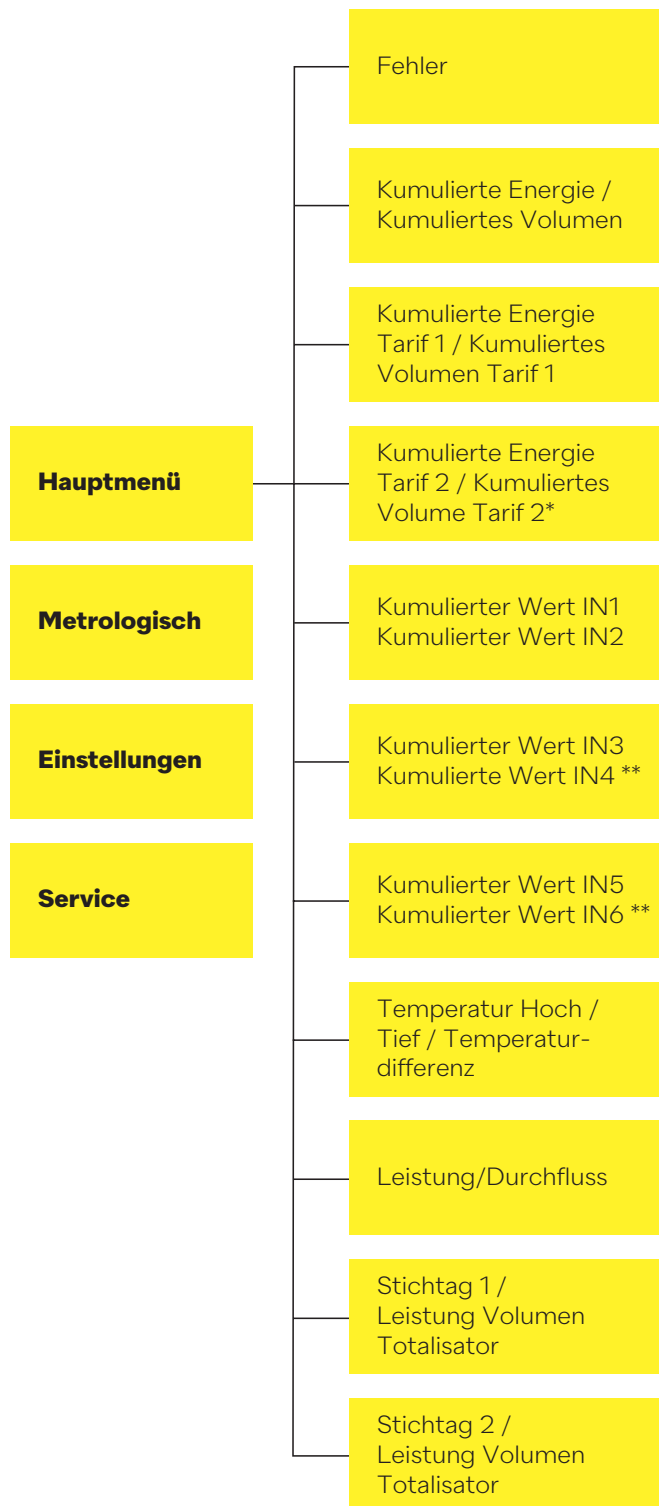 Hauptmenü
Metrologisch
Einstellungen
Service
Fehler
Kumulierte Energie /
Kumuliertes Volumen
Kumulierte Energie
Tarif 1 / Kumuliertes
Volumen Tarif 1
Kumulierte Energie
Tarif 2 / Kumuliertes
Volume Tarif 2*
Kumulierter Wert IN1
Kumulierter Wert IN2
Kumulierter Wert IN3
Kumulierte Wert IN4 **
Kumulierter Wert IN5
Kumulierter Wert IN6 **
Temperatur Hoch /
Tief / Temperatur-
differenz
Leistung/Durchfluss
Stichtag 1 /
Leistung Volumen
Totalisator
Stichtag 2 /
Leistung Volumen
Totalisator